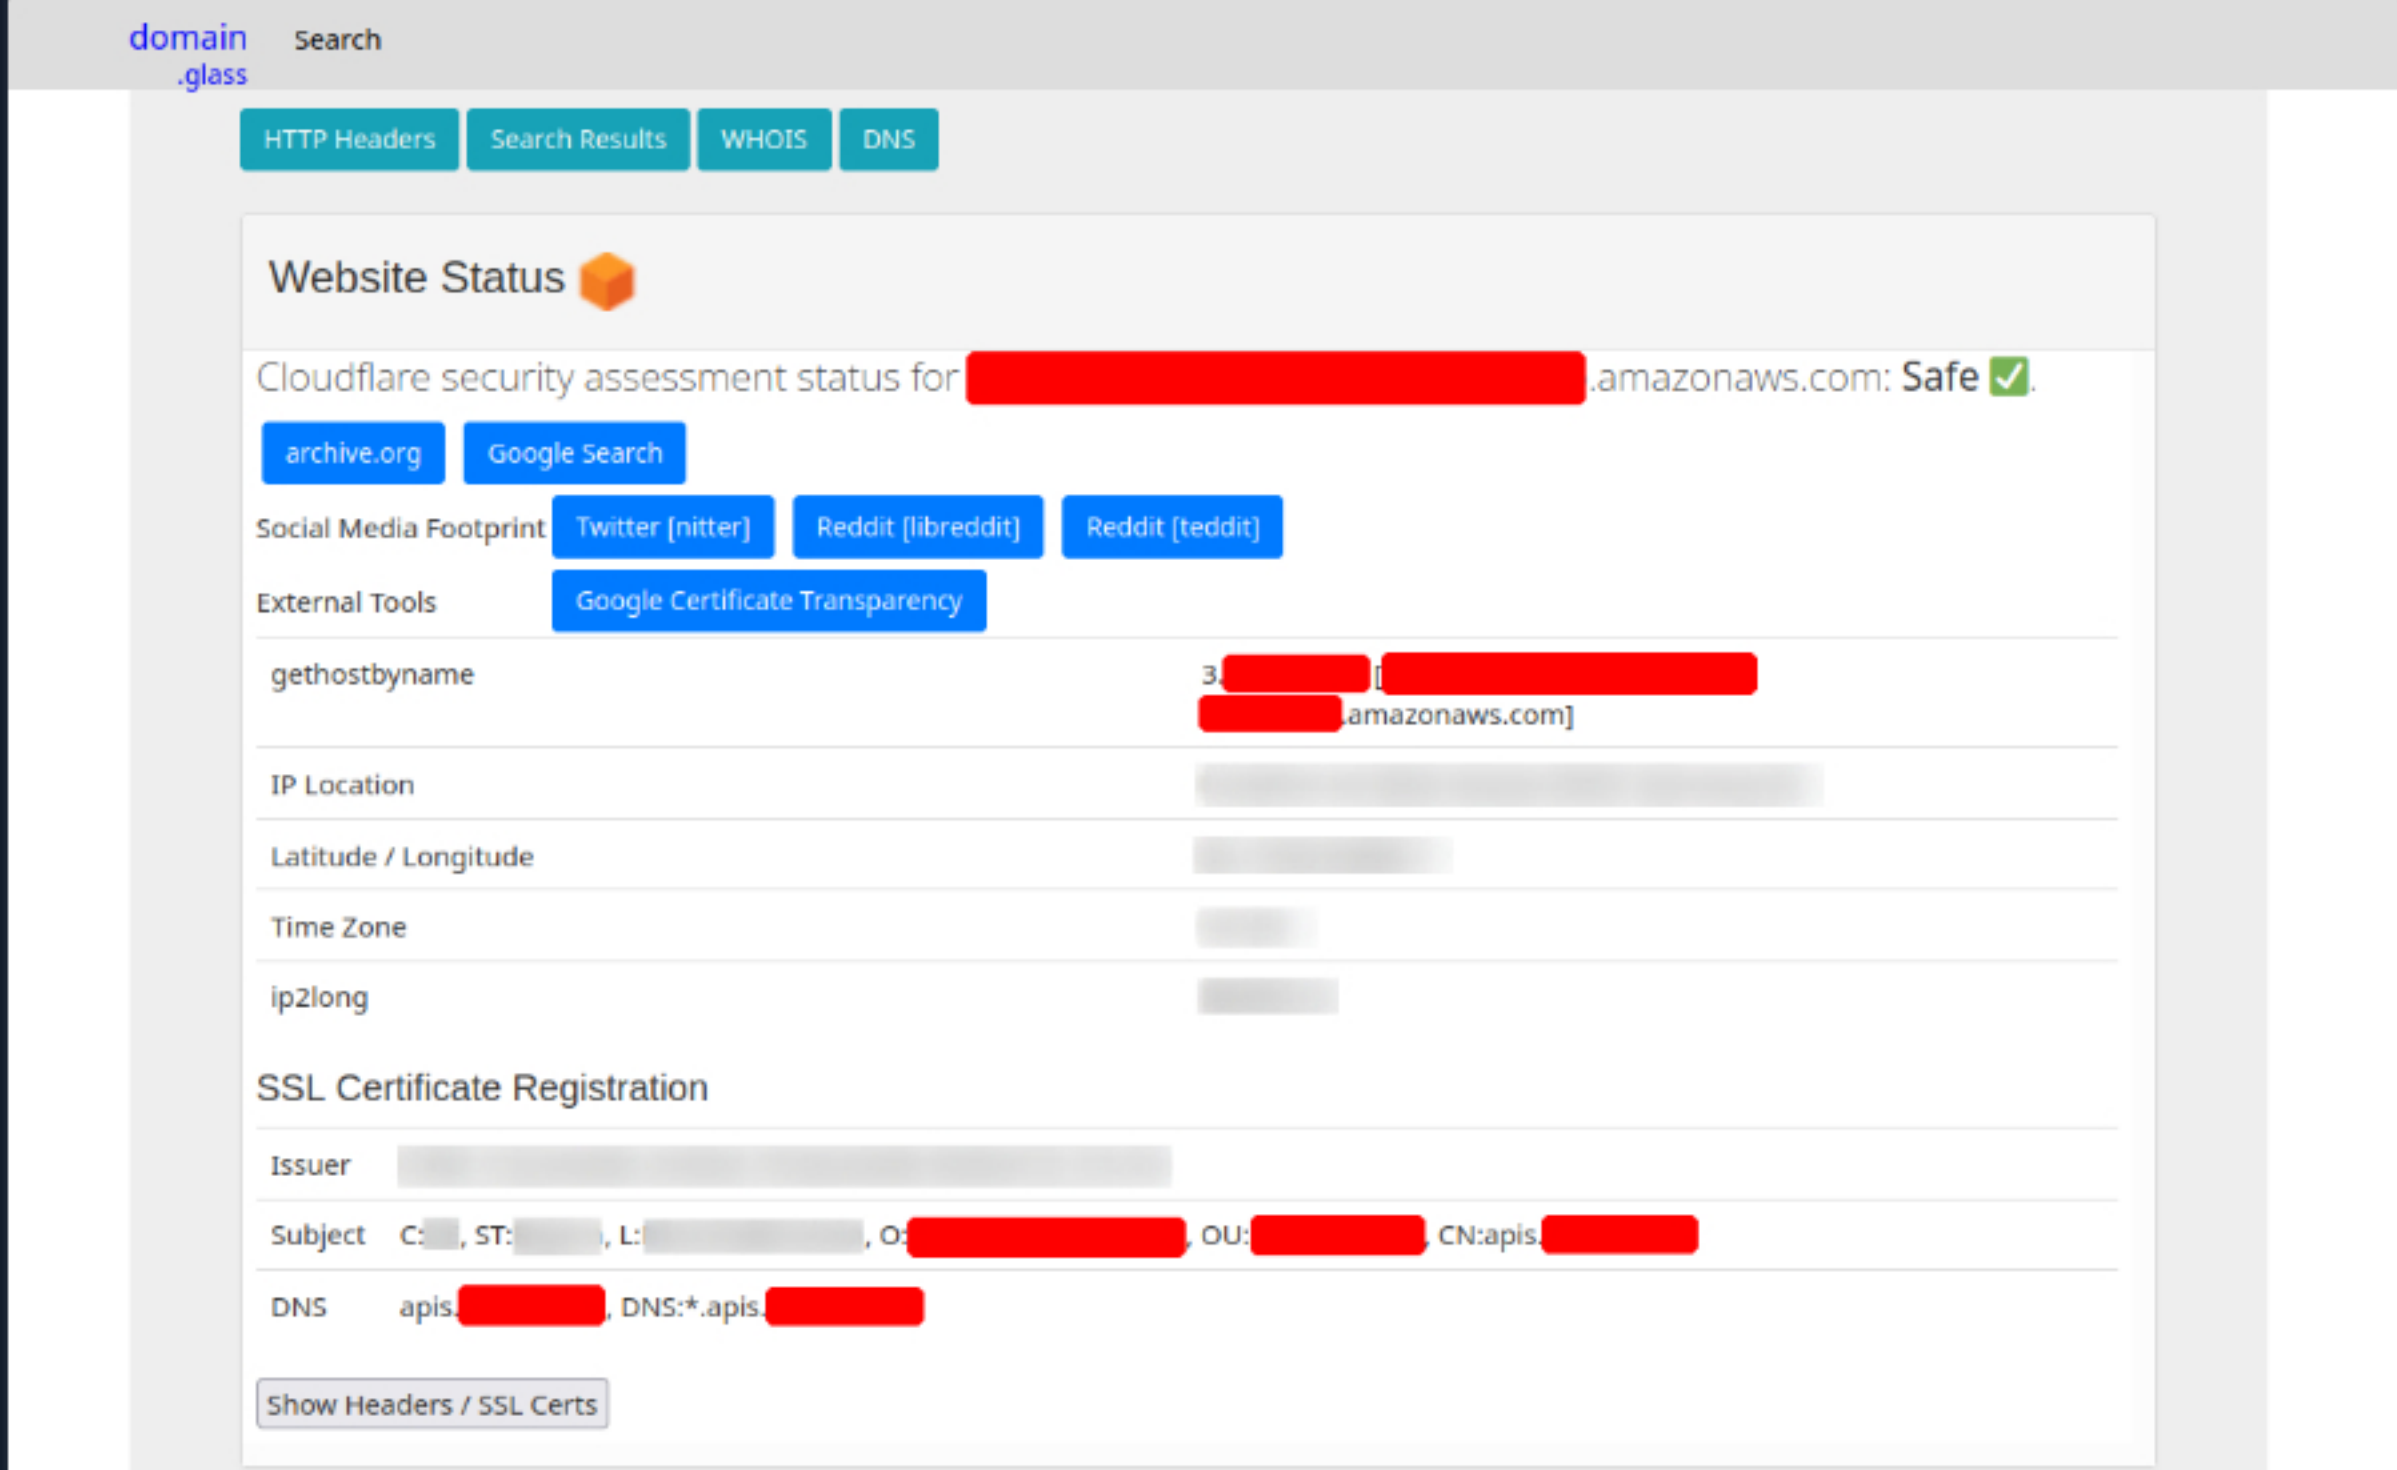 domain
.glass
Search
HTTP Headers Search Results WHOIS DNS
Website Status
Cloudflare security assessment status for .amazonaws.com: Safe ✅.
archive.org Google Search
Social Media Footprint Twitter [nitter] Reddit [libreddit] Reddit [teddit]
External Tools Google Certificate Transparency
gethostbyname 3. [
.amazonaws.com]
IP Location
Latitude / Longitude
Time Zone
ip2long
SSL Certificate Registration
Issuer
Subject C: , ST: , L: , O: , OU: , CN:apis.
DNS apis. , DNS:*.apis.
Show Headers / SSL Certs